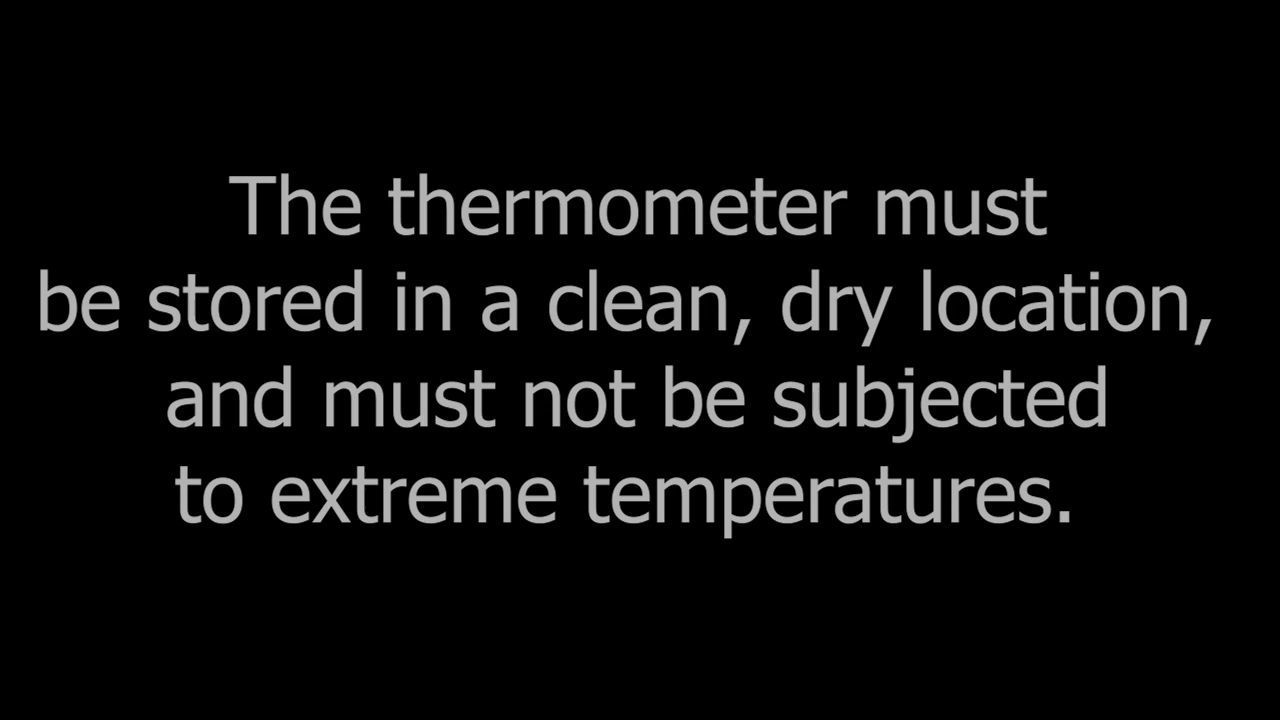 The thermometer must
be stored in a clean, dry location,
and must not be subjected
to extreme temperatures.